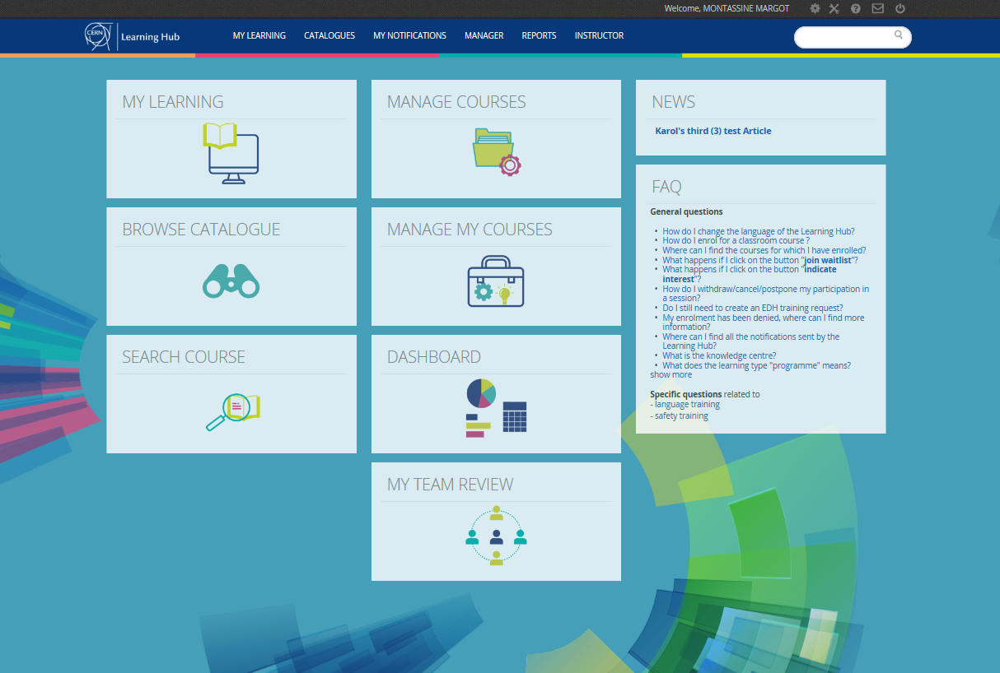 Welcome, MONTASSINE MARGOT
CERN
Learning Hub
MY LEARNING
CATALOGUES
MY NOTIFICATIONS
MANAGER
REPORTS
INSTRUCTOR
MY LEARNING
BROWSE CATALOGUE
SEARCH COURSE
MANAGE COURSES
MANAGE MY COURSES
DASHBOARD
MY TEAM REVIEW
NEWS
Karol's third (3) test Article
FAQ
General questions
• How do I change the language of the Learning Hub?
• How do I enrol for a classroom course ?
• Where can I find the courses for which I have enrolled?
• What happens if I click on the button "join waitlist"?
• What happens if I click on the button "indicate
interest"?
• How do I withdraw/cancel/postpone my participation in
a session?
• Do I still need to create an EDH training request?
• My enrolment has been denied, where can I find more
information?
• Where can I find all the notifications sent by the
Learning Hub?
• What is the knowledge centre?
• What does the learning type "programme" means?
show more
Specific questions related to
- language training
- safety training